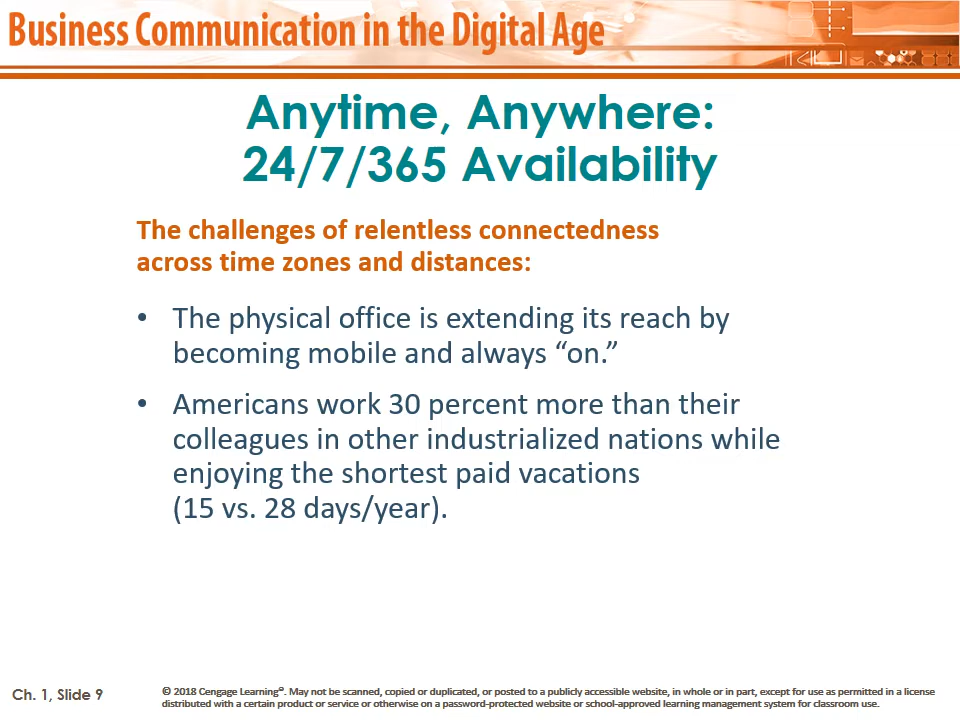 Business Communication in the Digital Age
Anytime, Anywhere:
24/7/365 Availability
The challenges of relentless connectedness
across time zones and distances:
• The physical office is extending its reach by
becoming mobile and always “on.”
• Americans work 30 percent more than their
colleagues in other industrialized nations while
enjoying the shortest paid vacations
(15 vs. 28 days/year).
Ch. 1, Slide 9
© 2018 Cengage Learning®. May not be scanned, copied or duplicated, or posted to a publicly accessible website, in whole or in part, except for use as permitted in a license
distributed with a certain product or service or otherwise on a password-protected website or school-approved learning management system for classroom use.